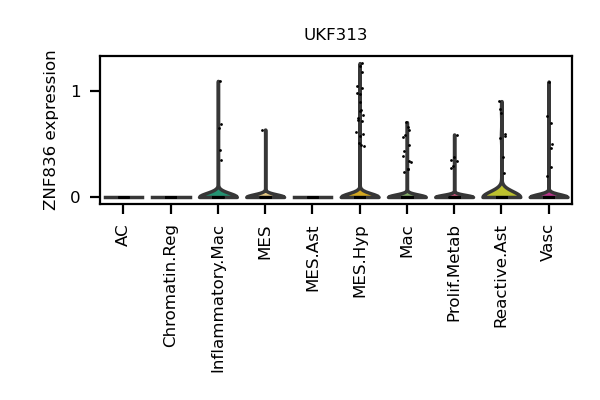 UKF313
ZNF836 expression
1
0
AC
Chromatin.Reg
Inflammatory.Mac
MES
MES.Ast
MES.Hyp
Mac
Prolif.Metab
Reactive.Ast
Vasc